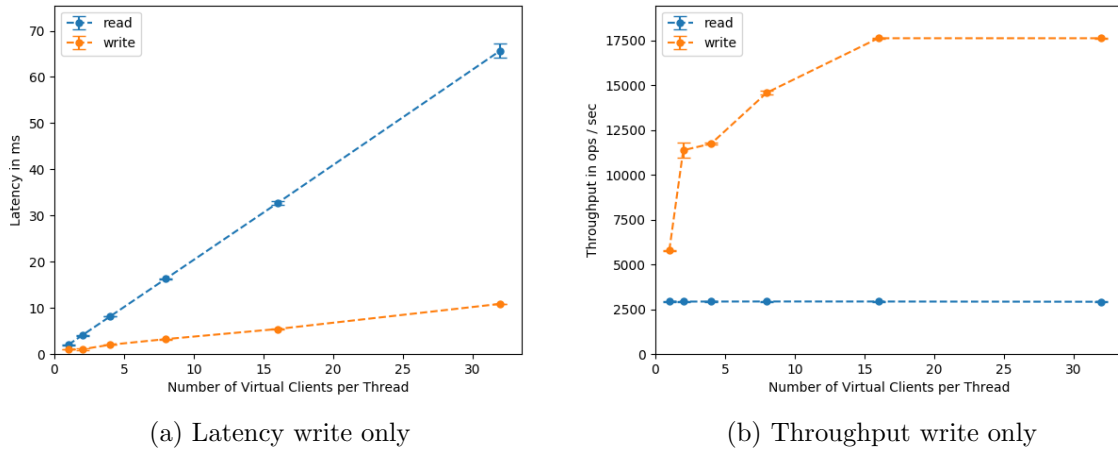 read
write
70
60
50
40
30
20
10
0
Latency in ms
0 5 10 15 20 25 30
Number of Virtual Clients per Thread
(a) Latency write only
read
write
17500
15000
12500
10000
7500
5000
2500
0
Throughput in ops / sec
0 5 10 15 20 25 30
Number of Virtual Clients per Thread
(b) Throughput write only